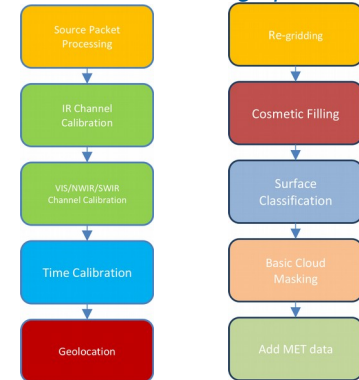 Source Packet
Processing
IR Channel
Calibration
VIS/NWIR/SWIR
Channel Calibration
Time Calibration
Geolocation
Re-gridding
Cosmetic Filling
Surface
Classification
Basic Cloud
Masking
Add MET data